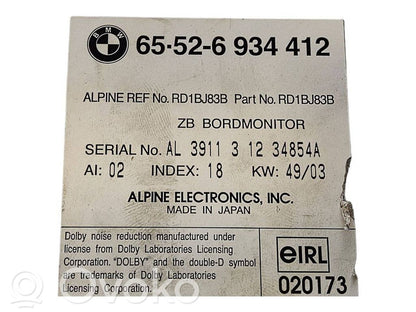 BMW
65-52-6 934 412
ALPINE REF No. RD1BJ83B Part No. RD1BJ83B
ZB BORDMONITOR
SERIAL No. AL 3911 3 12 34854A
AI: 02 INDEX: 18 KW: 49/03
ALPINE ELECTRONICS, INC.
MADE IN JAPAN
Dolby noise reduction manufactured under
license from Dolby Laboratories Licensing
Corporation. "DOLBY" and the double-D symbol
are trademarks of Dolby Laboratories
Licensing Corporation.
eIRL
020173
Ovoko